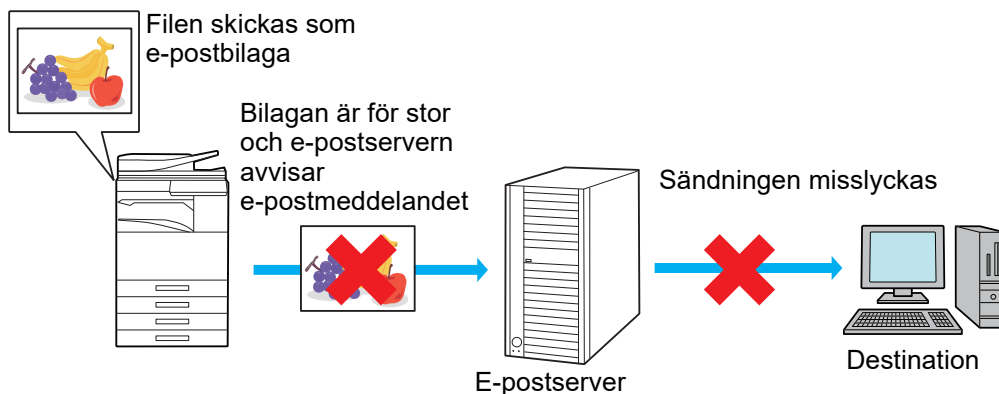 Filen skickas som
e-postbilaga
Bilagan är för stor
och e-postservern
avvisar
e-postmeddelandet
Sändningen misslyckas
E-postserver
Destination